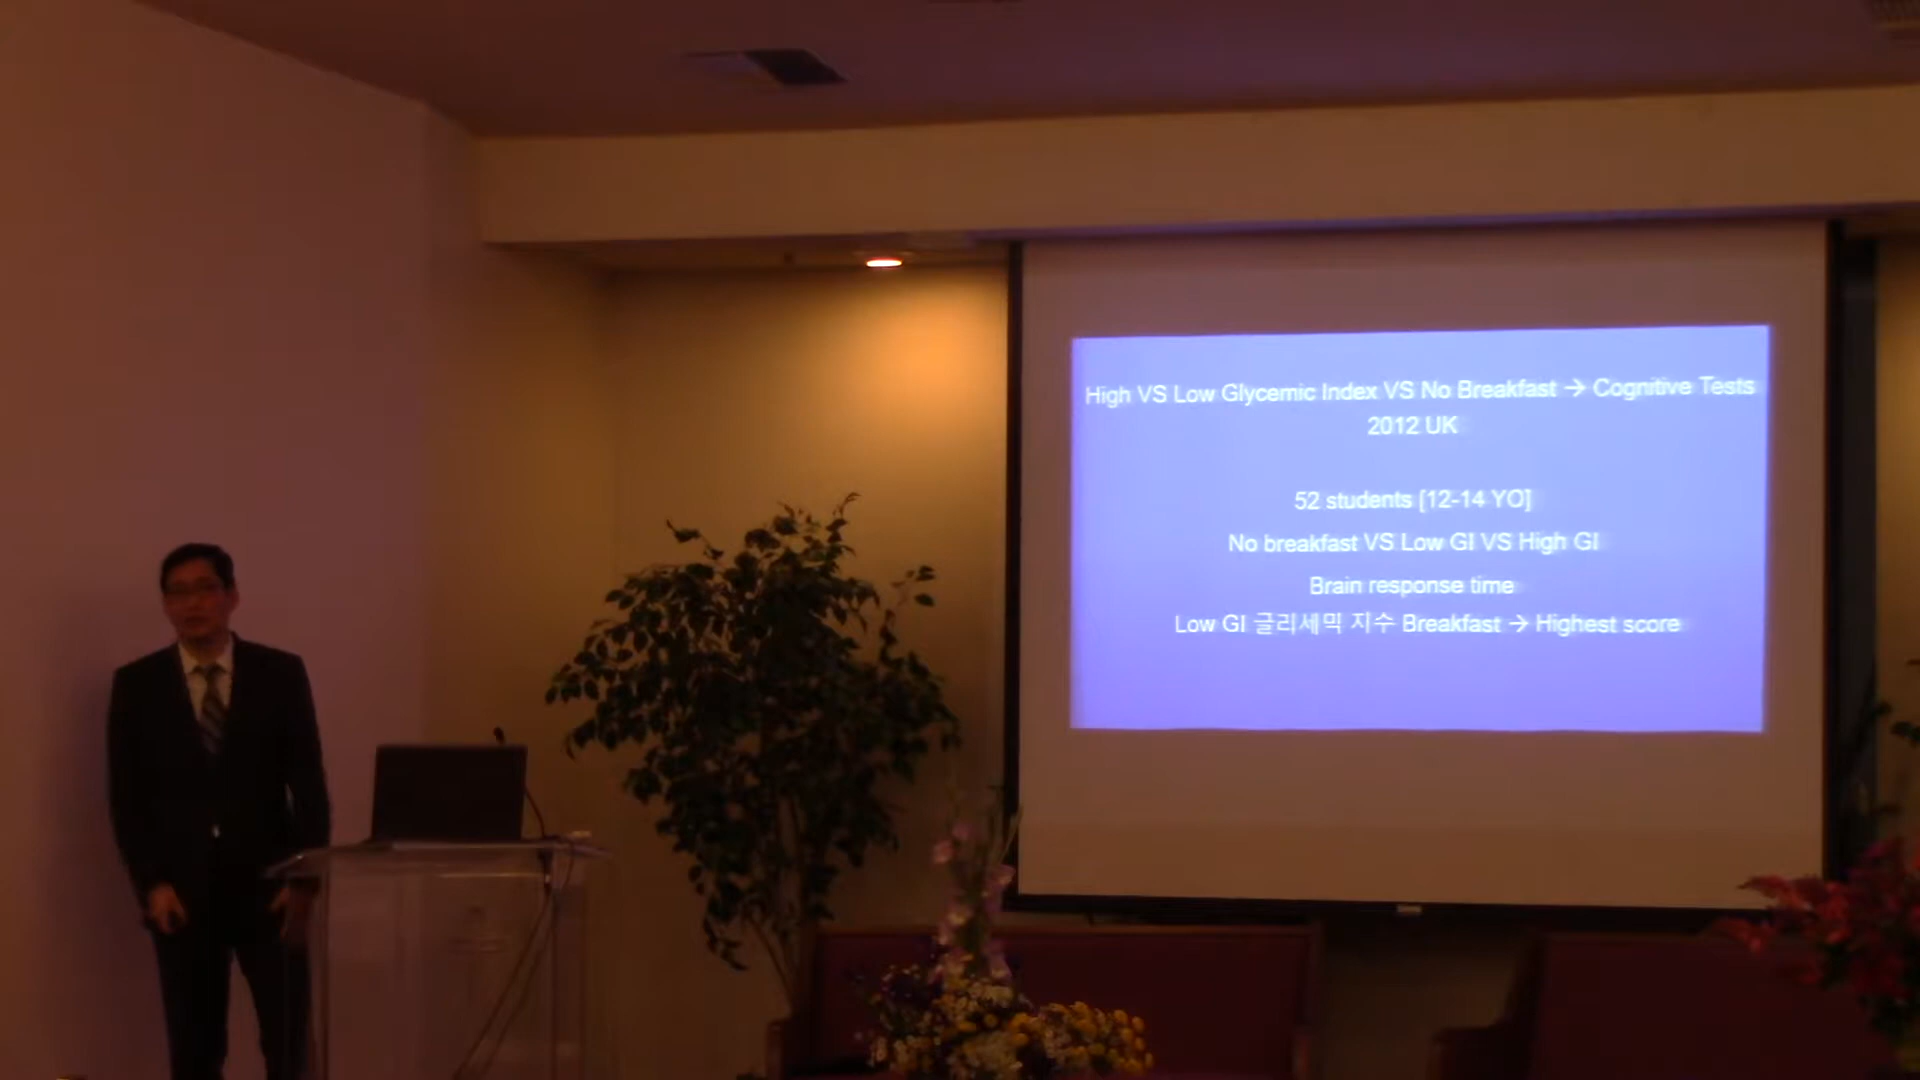 High VS Low Glycemic Index VS No Breakfast → Cognitive Tests
2012 UK
52 students [12-14 YO]
No breakfast VS Low GI VS High GI
Brain response time
Low GI 글리세믹 지수 Breakfast → Highest score